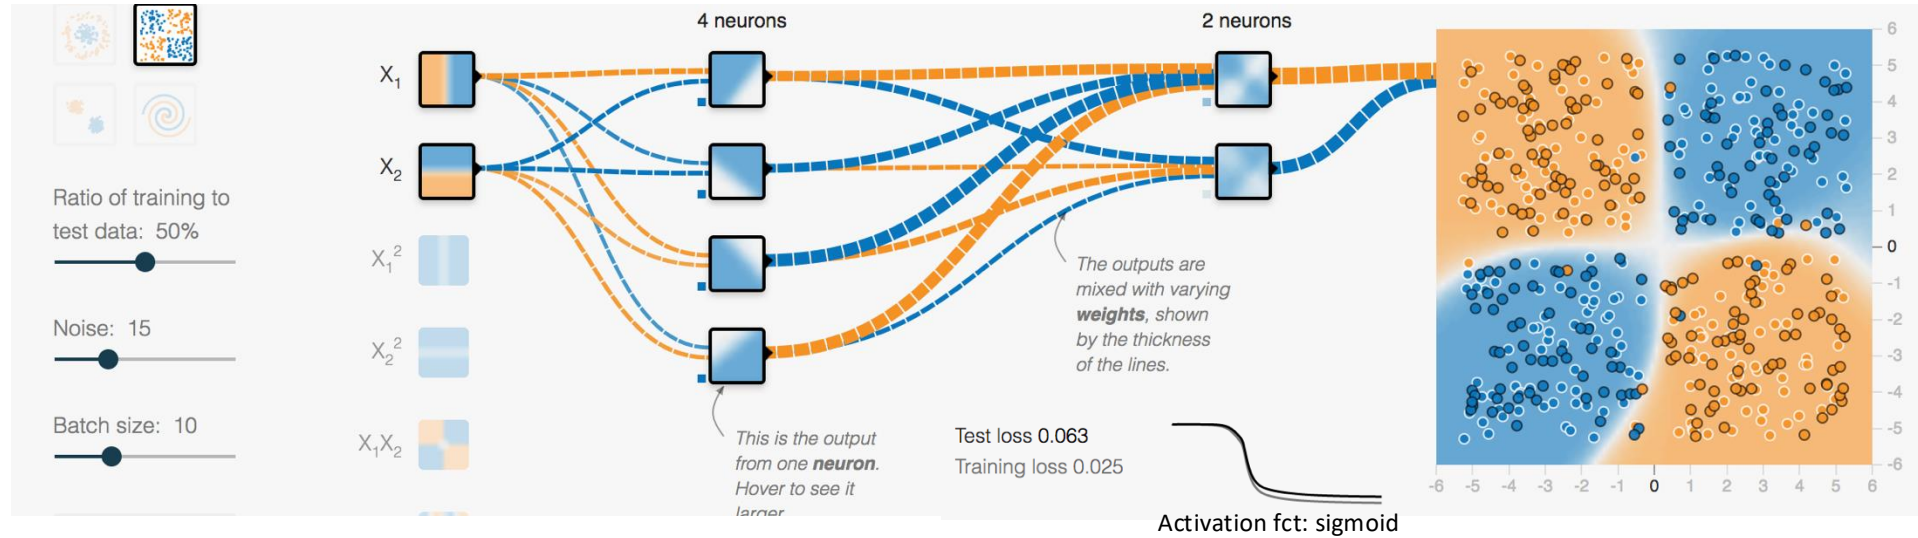 4 neurons
2 neurons
X1
X2
X1²
X2²
X1X2
Ratio of training to
test data: 50%
Noise: 15
Batch size: 10
This is the output
from one neuron.
Hover to see it
larger.
The outputs are
mixed with varying
weights, shown
by the thickness
of the lines.
Test loss 0.063
Training loss 0.025
6
5
4
3
2
1
0
-1
-2
-3
-4
-5
-6
-6 -5 -4 -3 -2 -1 0 1 2 3 4 5 6
Activation fct: sigmoid